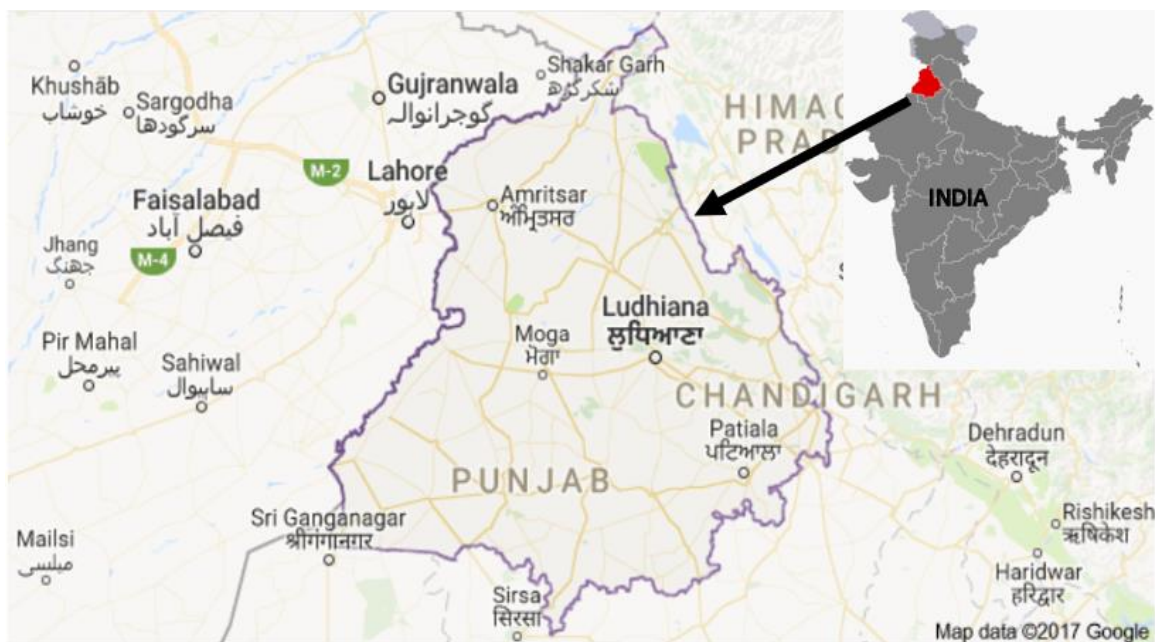 Khushāb
خوشاب
Sargodha
سرگودھا
Gujranwala
گوجرانوالہ
Shakar Garh
شکرگڑھ
HIMAC
PRAD
M-2
Lahore
لاہور
Amritsar
ਅੰਮ੍ਰਿਤਸਰ
Faisalabad
فیصل آباد
Jhang
جھنگ
M-4
INDIA
Ludhiana
ਲੁਧਿਆਣਾ
Moga
ਮੋਗਾ
Pir Mahal
پیرمحل
Sahiwal
ساہیوال
CHANDIGARH
Patiala
ਪਟਿਆਲਾ
Dehradun
देहरादून
PUNJAB
Sri Ganganagar
श्रीगंगानगर
Rishikesh
ऋषिकेश
Mailsi
میلسی
Haridwar
हरिद्वार
Sirsa
सिरसा
Map data ©2017 Google